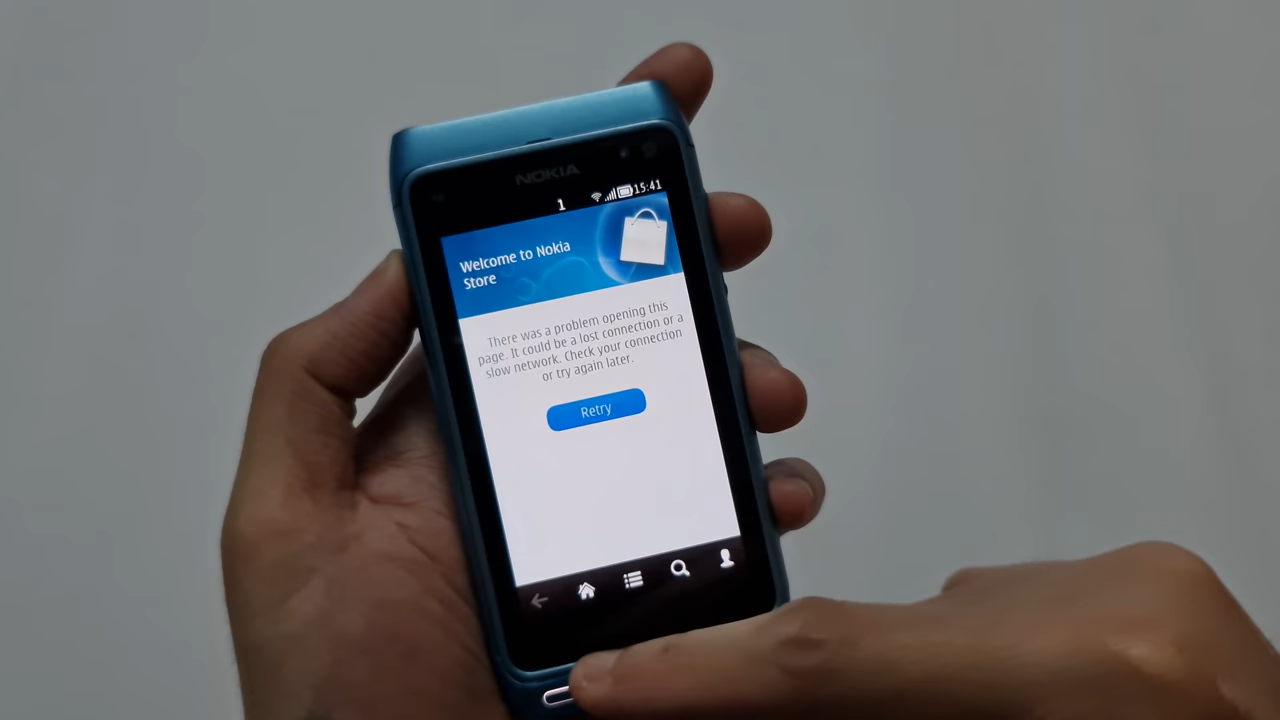 NOKIA
1 15:41
Welcome to Nokia
Store
There was a problem opening this
page. It could be a lost connection or a
slow network. Check your connection
or try again later.
Retry